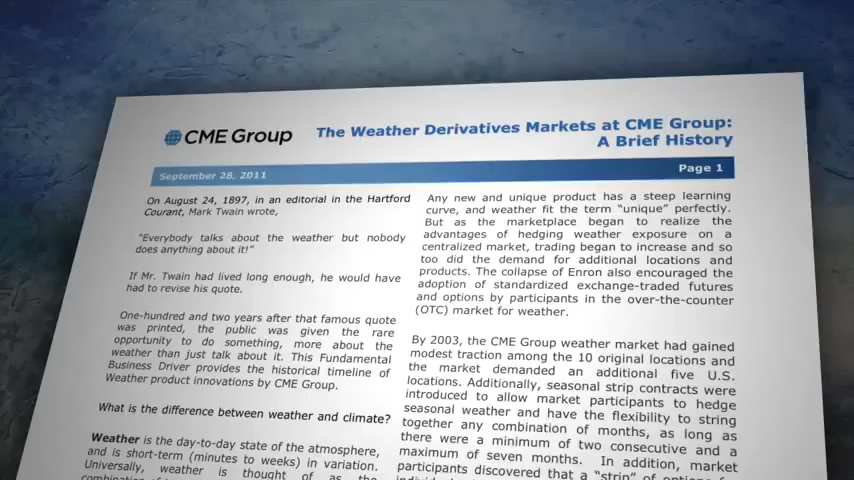 CME Group
The Weather Derivatives Markets at CME Group:
A Brief History
September 28, 2011
Page 1
On August 24, 1897, in an editorial in the Hartford
Courant, Mark Twain wrote,
“Everybody talks about the weather but nobody
does anything about it!”
If Mr. Twain had lived long enough, he would have
had to revise his quote.
One-hundred and two years after that famous quote
was printed, the public was given the rare
opportunity to do something, more about the
weather than just talk about it. This Fundamental
Business Driver provides the historical timeline of
Weather product innovations by CME Group.
What is the difference between weather and climate?
Weather is the day-to-day state of the atmosphere,
and is short-term (minutes to weeks) in variation.
Universally, weather is thought of as the
Any new and unique product has a steep learning
curve, and weather fit the term “unique” perfectly.
But as the marketplace began to realize the
advantages of hedging weather exposure on a
centralized market, trading began to increase and so
too did the demand for additional locations and
products. The collapse of Enron also encouraged the
adoption of standardized exchange-traded futures
and options by participants in the over-the-counter
(OTC) market for weather.
By 2003, the CME Group weather market had gained
modest traction among the 10 original locations and
the market demanded an additional five U.S.
locations. Additionally, seasonal strip contracts were
introduced to allow market participants to hedge
seasonal weather and have the flexibility to string
together any combination of months, as long as
there were a minimum of two consecutive and a
maximum of seven months. In addition, market
participants discovered that a “strip” of options